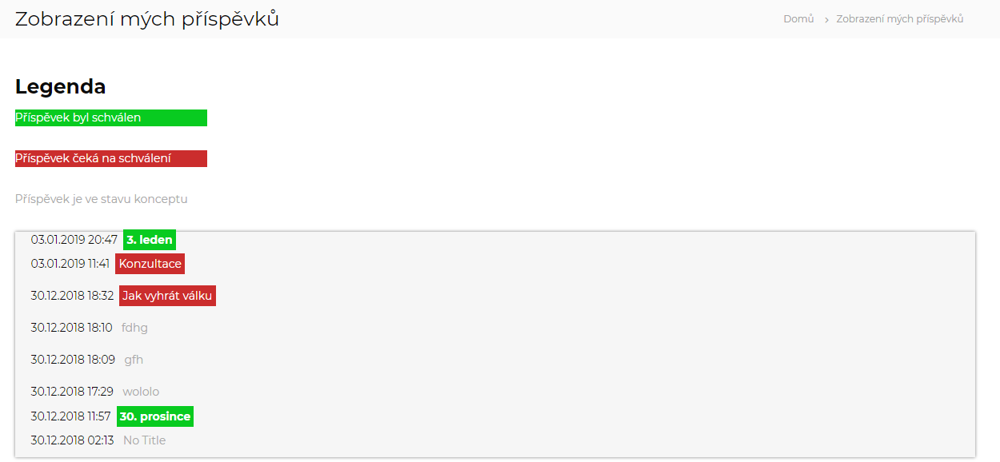 Zobrazení mých příspěvků
Domů › Zobrazení mých příspěvků
Legenda
Příspěvek byl schválen
Příspěvek čeká na schválení
Příspěvek je ve stavu konceptu
03.01.2019 20:47 3. leden
03.01.2019 11:41 Konzultace
30.12.2018 18:32 Jak vyhrát válku
30.12.2018 18:10 fdhg
30.12.2018 18:09 gfh
30.12.2018 17:29 wololo
30.12.2018 11:57 30. prosince
30.12.2018 02:13 No Title